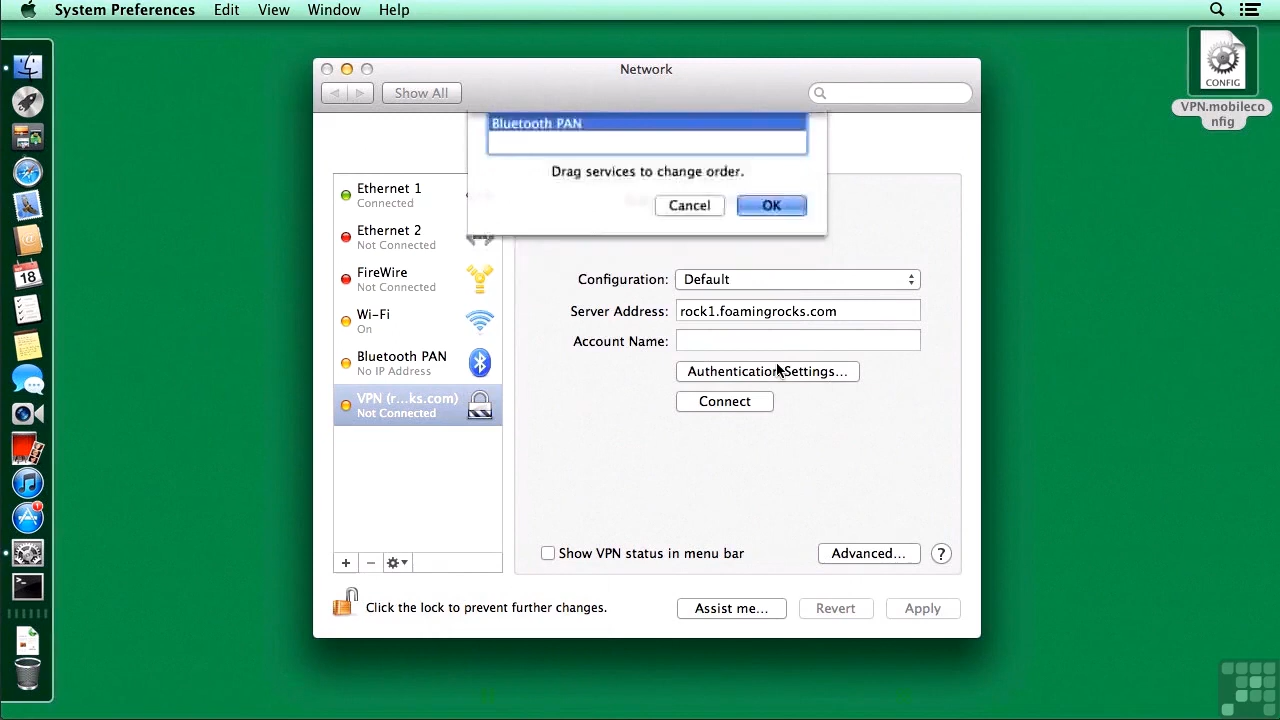 System Preferences Edit View Window Help
Network
Show All
CONFIG
VPN.mobileco
nfig
Bluetooth PAN
Drag services to change order.
Cancel OK
Ethernet 1
Connected
Ethernet 2
Not Connected
FireWire
Not Connected
Wi-Fi
On
Bluetooth PAN
No IP Address
VPN (r...ks.com)
Not Connected
Configuration: Default
Server Address: rock1.foamingrocks.com
Account Name:
Authentication Settings...
Connect
Show VPN status in menu bar
Advanced... ?
Click the lock to prevent further changes.
Assist me... Revert Apply
SEP
18
1